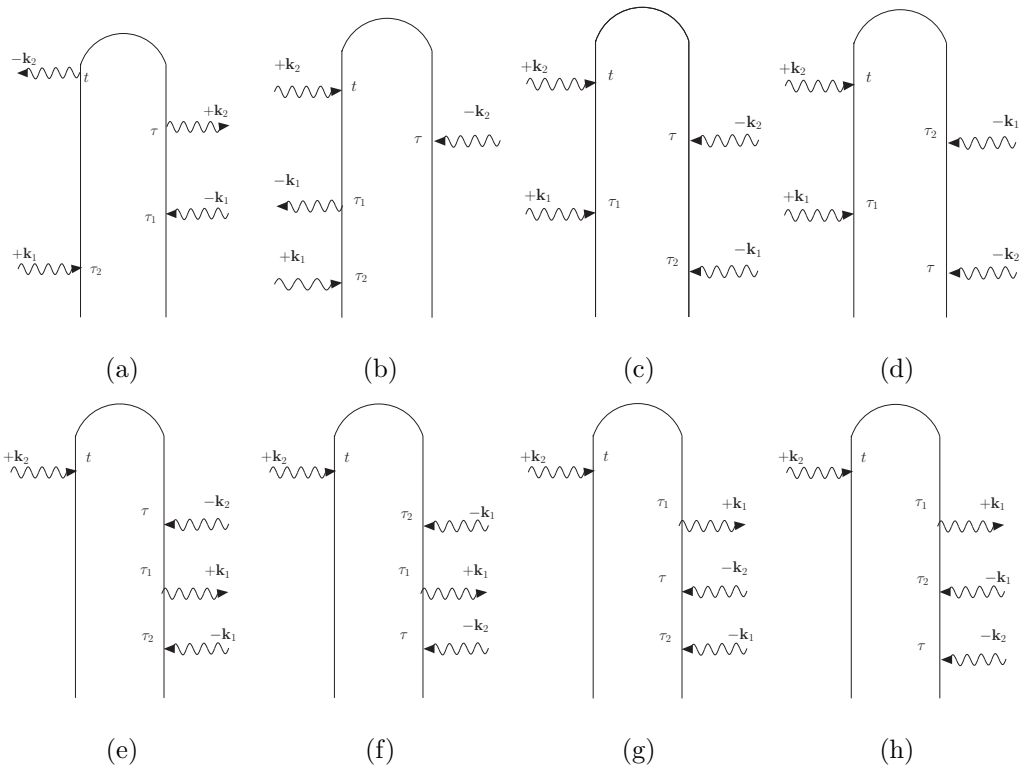 −k₂ t +k₂ τ −k₁ τ₁ +k₁ τ₂
(a)
+k₂ t −k₂ τ −k₁ τ₁ +k₁ τ₂
(b)
+k₂ t −k₂ τ +k₁ τ₁ −k₁ τ₂
(c)
+k₂ t −k₁ τ₂ +k₁ τ₁ −k₂ τ
(d)
+k₂ t −k₂ τ +k₁ τ₁ −k₁ τ₂
(e)
+k₂ t −k₁ τ₂ +k₁ τ₁ −k₂ τ
(f)
+k₂ t +k₁ τ₁ −k₂ τ −k₁ τ₂
(g)
+k₂ t +k₁ τ₁ −k₁ τ₂ −k₂ τ
(h)